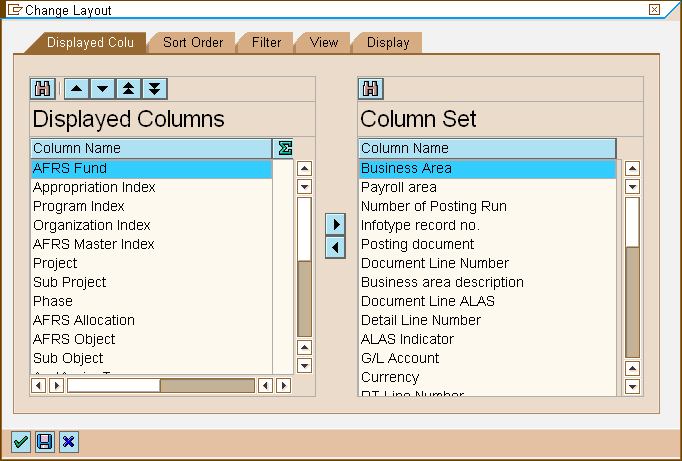 Change Layout
Displayed Colu
Sort Order
Filter
View
Display
Displayed Columns
Column Name
AFRS Fund
Appropriation Index
Program Index
Organization Index
AFRS Master Index
Project
Sub Project
Phase
AFRS Allocation
AFRS Object
Sub Object
Column Set
Column Name
Business Area
Payroll area
Number of Posting Run
Infotype record no.
Posting document
Document Line Number
Business area description
Document Line ALAS
Detail Line Number
ALAS Indicator
G/L Account
Currency
Line Number